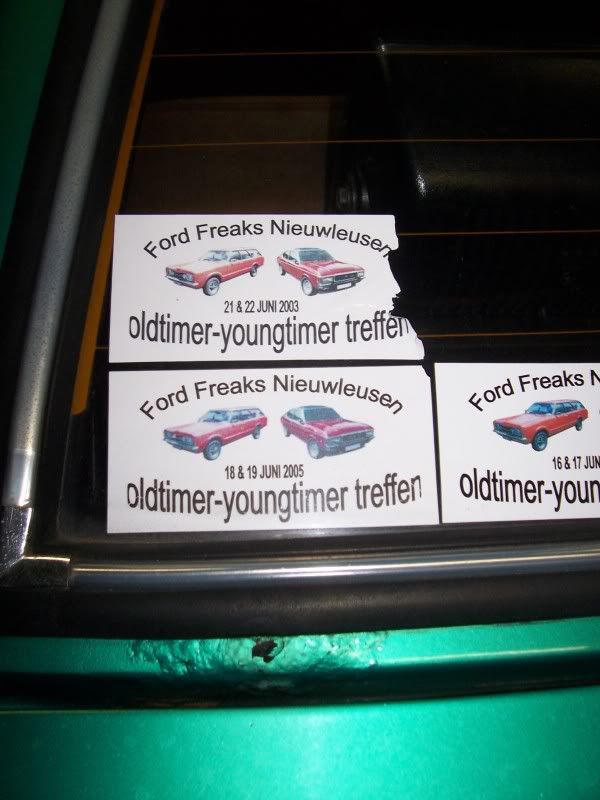 Ford Freaks Nieuwleusen
21 & 22 JUNI 2003
oldtimer-youngtimer treffen
Ford Freaks Nieuwleusen
18 & 19 JUNI 2005
oldtimer-youngtimer treffen
Ford Freaks N
16 & 17 JUN
oldtimer-youn